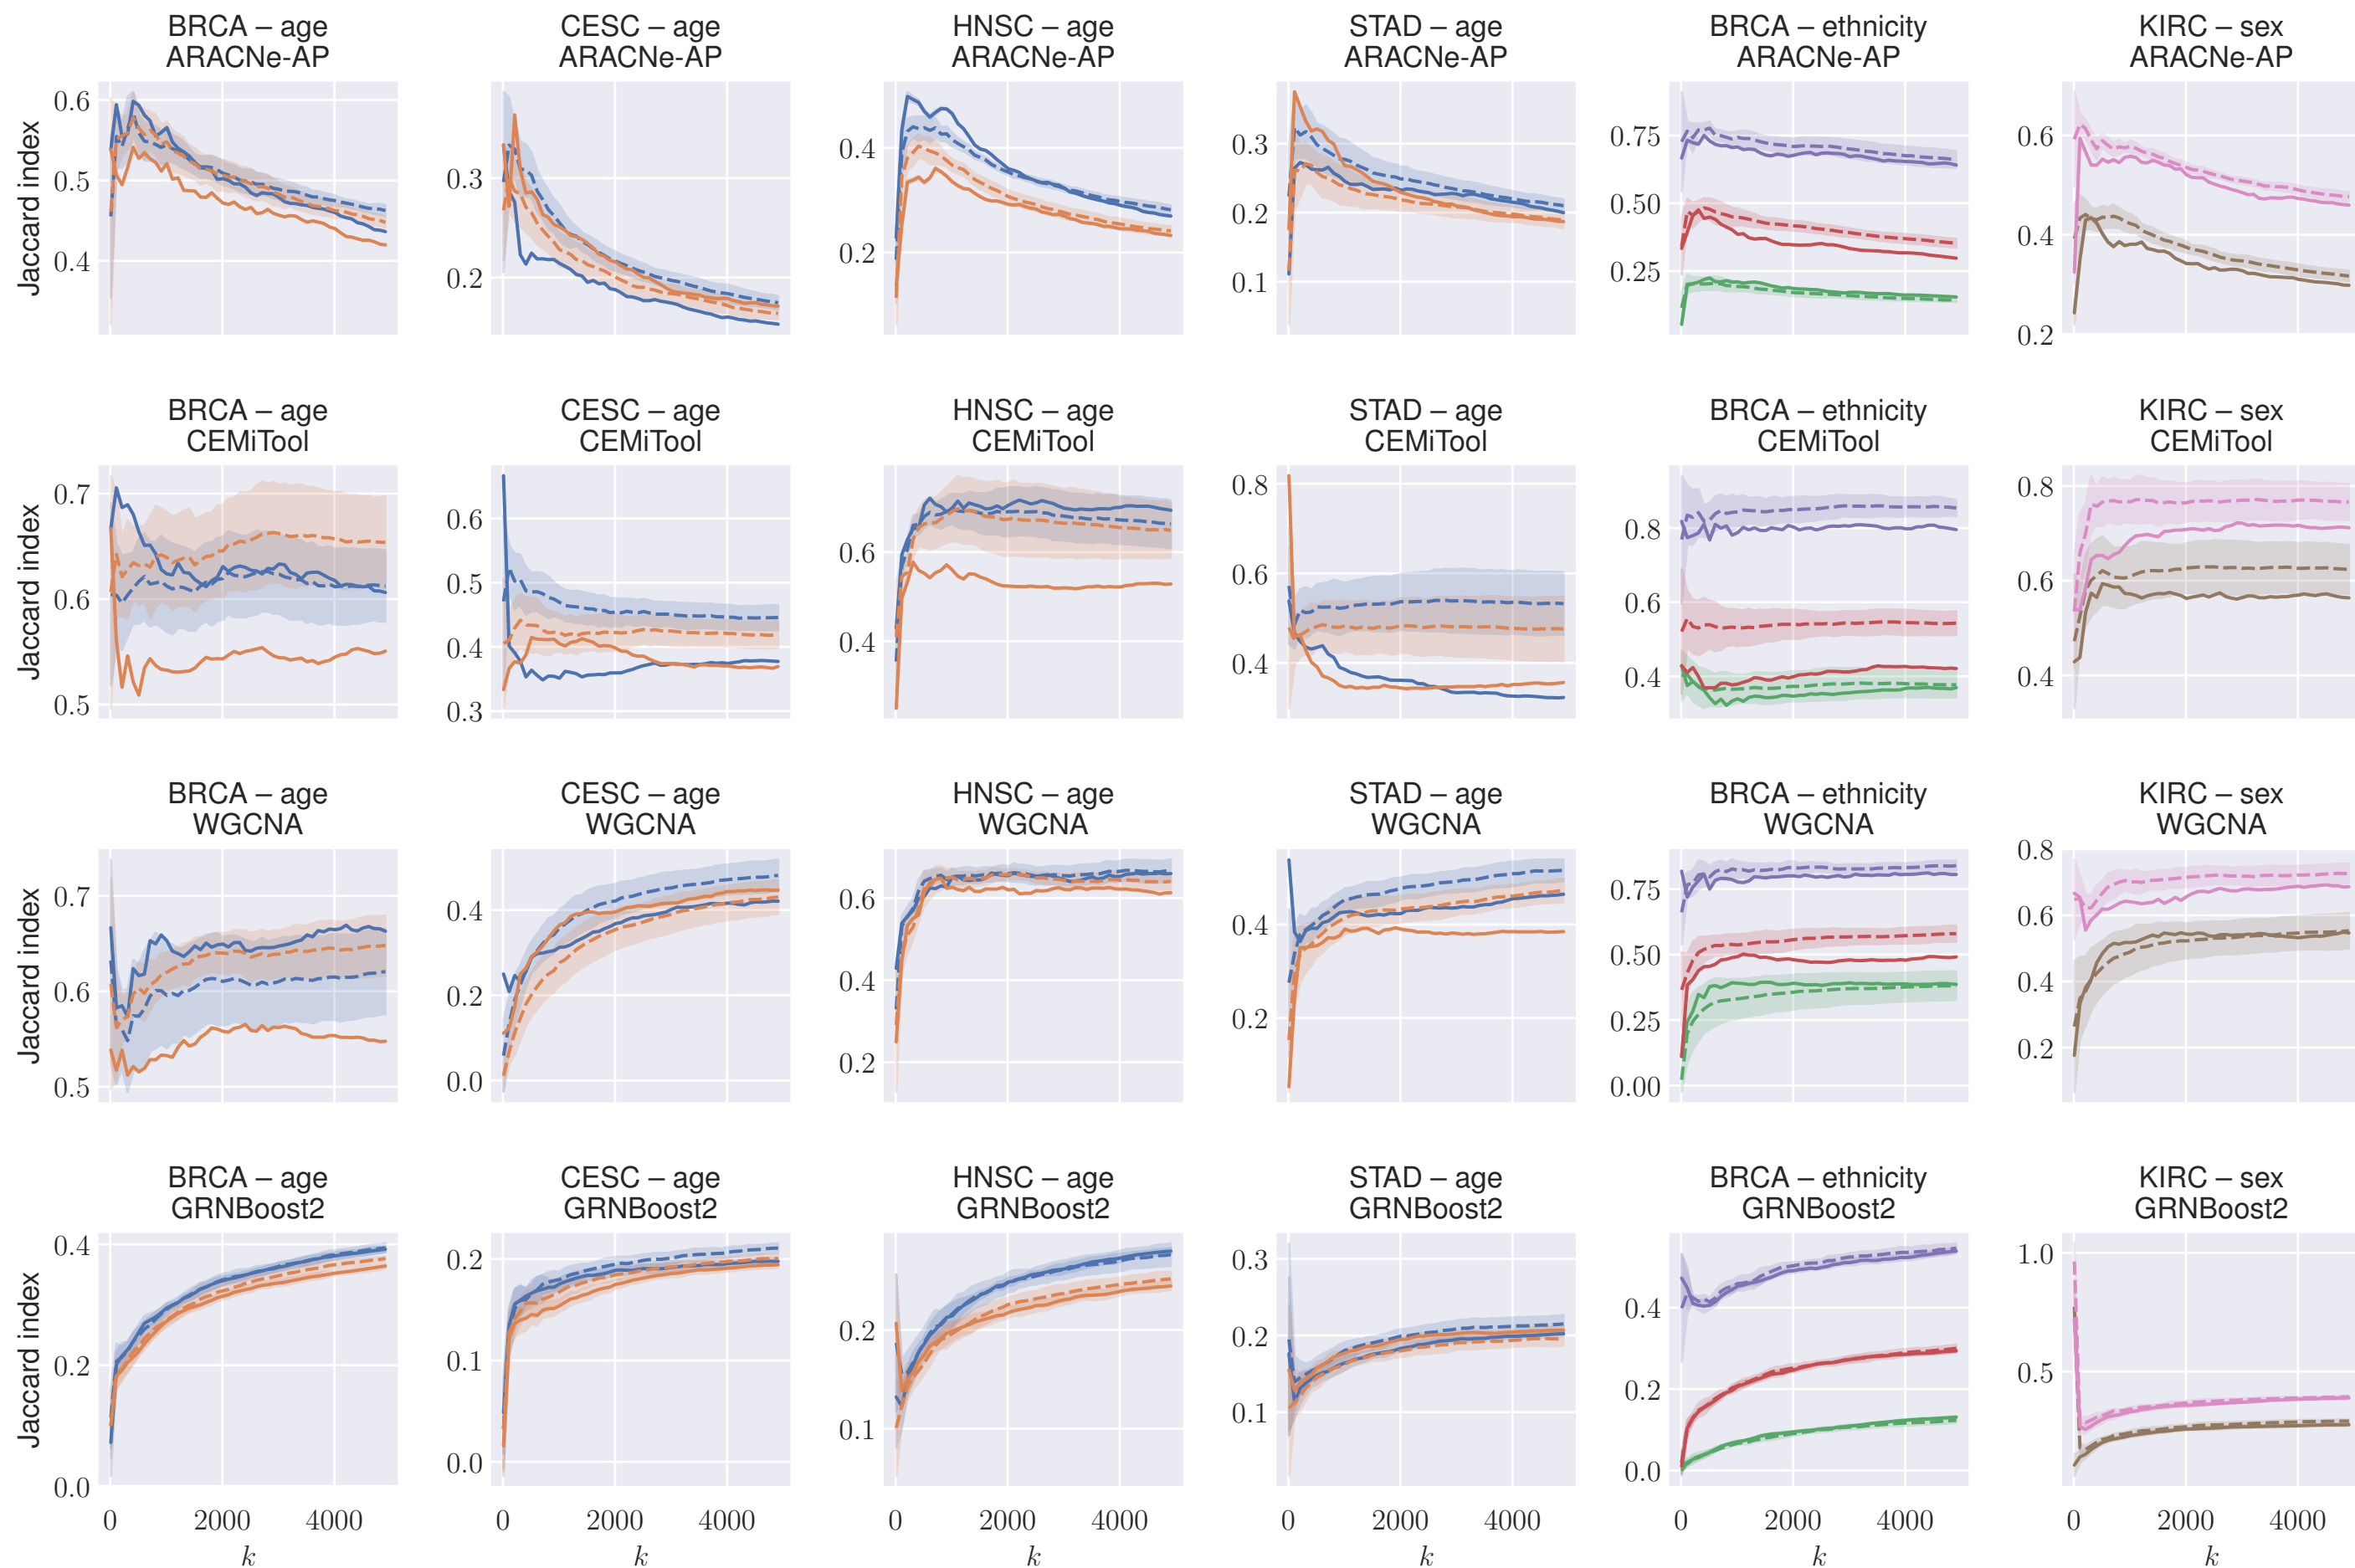 BRCA – age
ARACNe-AP
CESC – age
ARACNe-AP
HNSC – age
ARACNe-AP
STAD – age
ARACNe-AP
BRCA – ethnicity
ARACNe-AP
KIRC – sex
ARACNe-AP
Jaccard index
0.6
0.5
0.4
0.3
0.2
0.4
0.2
0.3
0.2
0.1
0.75
0.50
0.25
0.6
0.4
0.2
BRCA – age
CEMiTool
CESC – age
CEMiTool
HNSC – age
CEMiTool
STAD – age
CEMiTool
BRCA – ethnicity
CEMiTool
KIRC – sex
CEMiTool
Jaccard index
0.7
0.6
0.5
0.6
0.5
0.4
0.3
0.6
0.4
0.8
0.6
0.4
0.8
0.6
0.4
0.8
0.6
0.4
BRCA – age
WGCNA
CESC – age
WGCNA
HNSC – age
WGCNA
STAD – age
WGCNA
BRCA – ethnicity
WGCNA
KIRC – sex
WGCNA
Jaccard index
0.7
0.6
0.5
0.4
0.2
0.0
0.6
0.4
0.2
0.4
0.2
0.75
0.50
0.25
0.00
0.8
0.6
0.4
0.2
BRCA – age
GRNBoost2
CESC – age
GRNBoost2
HNSC – age
GRNBoost2
STAD – age
GRNBoost2
BRCA – ethnicity
GRNBoost2
KIRC – sex
GRNBoost2
Jaccard index
0.4
0.2
0.0
0.2
0.1
0.0
0.2
0.1
0.3
0.2
0.1
0.4
0.2
0.0
1.0
0.5
0 2000 4000
0 2000 4000
0 2000 4000
0 2000 4000
0 2000 4000
0 2000 4000
k
k
k
k
k
k